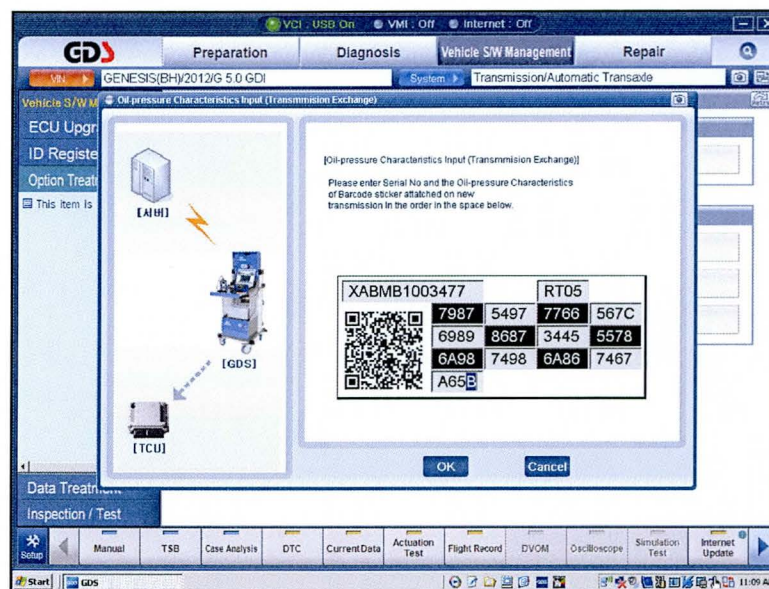 VCI : USB On VMI : Off Internet : Off
GDS Preparation Diagnosis Vehicle S/W Management Repair
VIN GENESIS(BH)/2012/G 5.0 GDI System Transmission/Automatic Transaxle
Vehicle S/W M
Oil-pressure Characteristics Input (Transmmision Exchange)
ECU Upgr
ID Registe
Option Treatm
This item is
[서버]
[GDS]
[TCU]
[Oil-pressure Characteristics Input (Transmmision Exchange)]
Please enter Serial No and the Oil-pressure Characteristics
of Barcode sticker attatched on new
transmission in the order in the space below.
XABMB1003477 RT05
7987 5497 7766 567C
6989 8687 3445 5578
6A98 7498 6A86 7467
A65B
OK Cancel
Data Treatment
Inspection / Test
Setup Manual TSB Case Analysis DTC CurrentData Actuation Test Flight Record DVOM Oscilloscope Simulation Test Internet Update
Start GDS 11:09 A